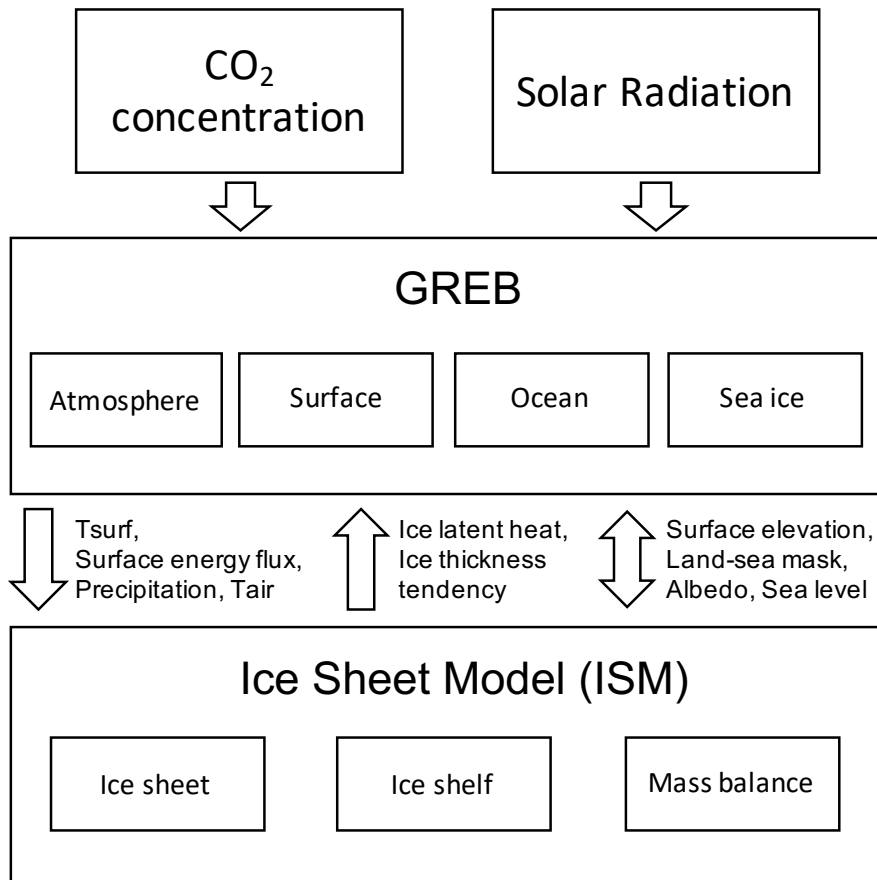 CO₂
concentration
Solar Radiation
GREB
Atmosphere
Surface
Ocean
Sea ice
Tsurf,
Surface energy flux,
Precipitation, Tair
Ice latent heat,
Ice thickness
tendency
Surface elevation,
Land-sea mask,
Albedo, Sea level
Ice Sheet Model (ISM)
Ice sheet
Ice shelf
Mass balance